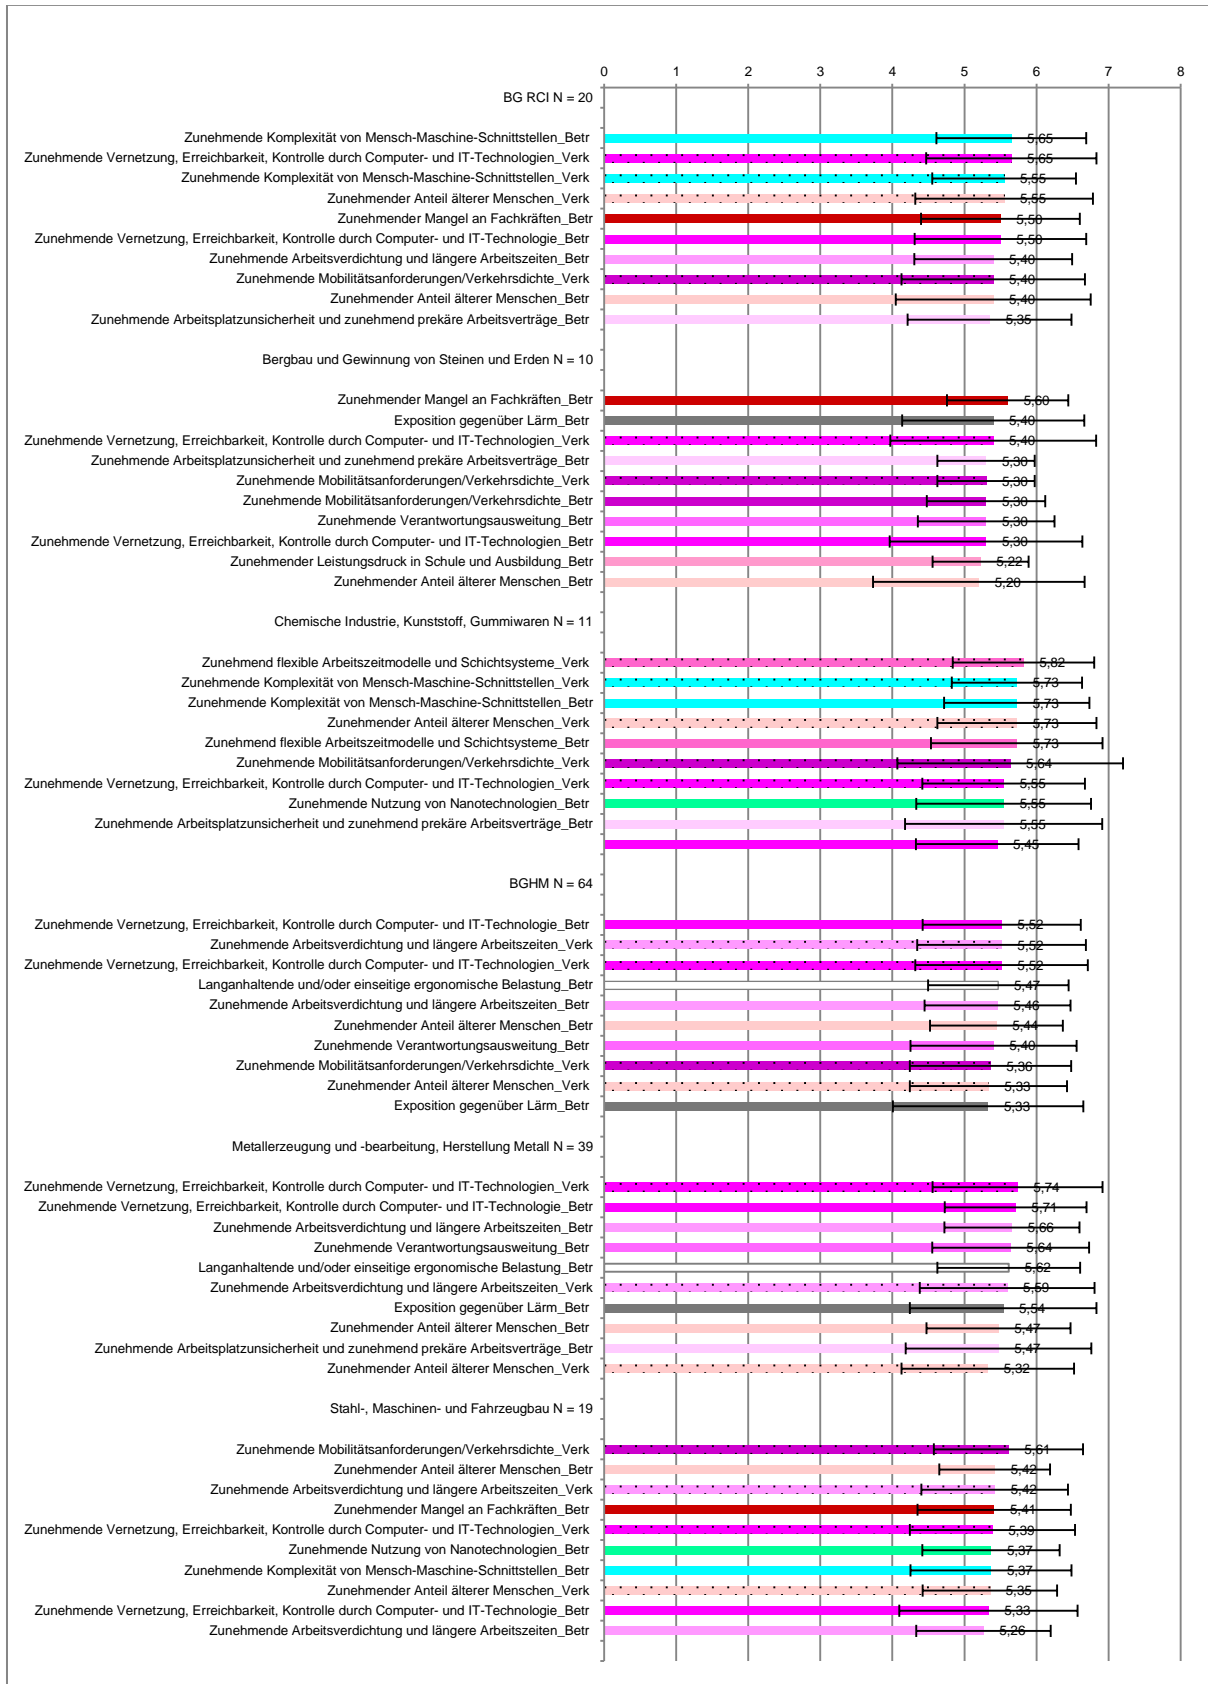 0 1 2 3 4 5 6 7 8
BG RCI N = 20
Zunehmende Komplexität von Mensch-Maschine-Schnittstellen_Betr 5,65
Zunehmende Vernetzung, Erreichbarkeit, Kontrolle durch Computer- und IT-Technologien_Verk 5,65
Zunehmende Komplexität von Mensch-Maschine-Schnittstellen_Verk 5,55
Zunehmender Anteil älterer Menschen_Verk 5,55
Zunehmender Mangel an Fachkräften_Betr 5,50
Zunehmende Vernetzung, Erreichbarkeit, Kontrolle durch Computer- und IT-Technologie_Betr 5,50
Zunehmende Arbeitsverdichtung und längere Arbeitszeiten_Betr 5,40
Zunehmende Mobilitätsanforderungen/Verkehrsdichte_Verk 5,40
Zunehmender Anteil älterer Menschen_Betr 5,40
Zunehmende Arbeitsplatzunsicherheit und zunehmend prekäre Arbeitsverträge_Betr 5,35
Bergbau und Gewinnung von Steinen und Erden N = 10
Zunehmender Mangel an Fachkräften_Betr 5,60
Exposition gegenüber Lärm_Betr 5,40
Zunehmende Vernetzung, Erreichbarkeit, Kontrolle durch Computer- und IT-Technologien_Verk 5,40
Zunehmende Arbeitsplatzunsicherheit und zunehmend prekäre Arbeitsverträge_Betr 5,30
Zunehmende Mobilitätsanforderungen/Verkehrsdichte_Verk 5,30
Zunehmende Mobilitätsanforderungen/Verkehrsdichte_Betr 5,30
Zunehmende Verantwortungsausweitung_Betr 5,30
Zunehmende Vernetzung, Erreichbarkeit, Kontrolle durch Computer- und IT-Technologien_Betr 5,30
Zunehmender Leistungsdruck in Schule und Ausbildung_Betr 5,22
Zunehmender Anteil älterer Menschen_Betr 5,20
Chemische Industrie, Kunststoff, Gummiwaren N = 11
Zunehmend flexible Arbeitszeitmodelle und Schichtsysteme_Verk 5,82
Zunehmende Komplexität von Mensch-Maschine-Schnittstellen_Verk 5,73
Zunehmende Komplexität von Mensch-Maschine-Schnittstellen_Betr 5,73
Zunehmender Anteil älterer Menschen_Verk 5,73
Zunehmend flexible Arbeitszeitmodelle und Schichtsysteme_Betr 5,73
Zunehmende Mobilitätsanforderungen/Verkehrsdichte_Verk 5,64
Zunehmende Vernetzung, Erreichbarkeit, Kontrolle durch Computer- und IT-Technologien_Verk 5,55
Zunehmende Nutzung von Nanotechnologien_Betr 5,55
Zunehmende Arbeitsplatzunsicherheit und zunehmend prekäre Arbeitsverträge_Betr 5,55
5,45
BGHM N = 64
Zunehmende Vernetzung, Erreichbarkeit, Kontrolle durch Computer- und IT-Technologie_Betr 5,52
Zunehmende Arbeitsverdichtung und längere Arbeitszeiten_Verk 5,52
Zunehmende Vernetzung, Erreichbarkeit, Kontrolle durch Computer- und IT-Technologien_Verk 5,52
Langanhaltende und/oder einseitige ergonomische Belastung_Betr 5,47
Zunehmende Arbeitsverdichtung und längere Arbeitszeiten_Betr 5,46
Zunehmender Anteil älterer Menschen_Betr 5,44
Zunehmende Verantwortungsausweitung_Betr 5,40
Zunehmende Mobilitätsanforderungen/Verkehrsdichte_Verk 5,36
Zunehmender Anteil älterer Menschen_Verk 5,33
Exposition gegenüber Lärm_Betr 5,33
Metallerzeugung und -bearbeitung, Herstellung Metall N = 39
Zunehmende Vernetzung, Erreichbarkeit, Kontrolle durch Computer- und IT-Technologien_Verk 5,74
Zunehmende Vernetzung, Erreichbarkeit, Kontrolle durch Computer- und IT-Technologie_Betr 5,71
Zunehmende Arbeitsverdichtung und längere Arbeitszeiten_Betr 5,66
Zunehmende Verantwortungsausweitung_Betr 5,64
Langanhaltende und/oder einseitige ergonomische Belastung_Betr 5,62
Zunehmende Arbeitsverdichtung und längere Arbeitszeiten_Verk 5,59
Exposition gegenüber Lärm_Betr 5,54
Zunehmender Anteil älterer Menschen_Betr 5,47
Zunehmende Arbeitsplatzunsicherheit und zunehmend prekäre Arbeitsverträge_Betr 5,47
Zunehmender Anteil älterer Menschen_Verk 5,32
Stahl-, Maschinen- und Fahrzeugbau N = 19
Zunehmende Mobilitätsanforderungen/Verkehrsdichte_Verk 5,61
Zunehmender Anteil älterer Menschen_Betr 5,42
Zunehmende Arbeitsverdichtung und längere Arbeitszeiten_Verk 5,42
Zunehmender Mangel an Fachkräften_Betr 5,41
Zunehmende Vernetzung, Erreichbarkeit, Kontrolle durch Computer- und IT-Technologien_Verk 5,39
Zunehmende Nutzung von Nanotechnologien_Betr 5,37
Zunehmende Komplexität von Mensch-Maschine-Schnittstellen_Betr 5,37
Zunehmender Anteil älterer Menschen_Verk 5,35
Zunehmende Vernetzung, Erreichbarkeit, Kontrolle durch Computer- und IT-Technologie_Betr 5,33
Zunehmende Arbeitsverdichtung und längere Arbeitszeiten_Betr 5,26